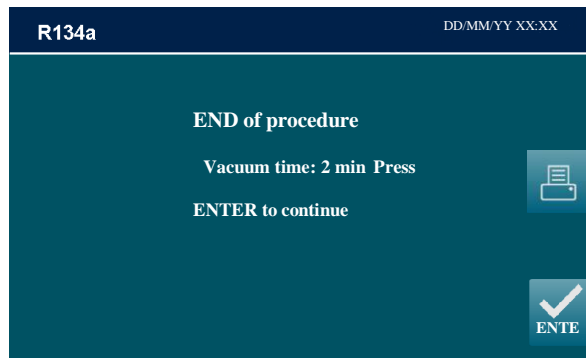 R134a
DD/MM/YY XX:XX
END of procedure
Vacuum time: 2 min Press
ENTER to continue
ENTE